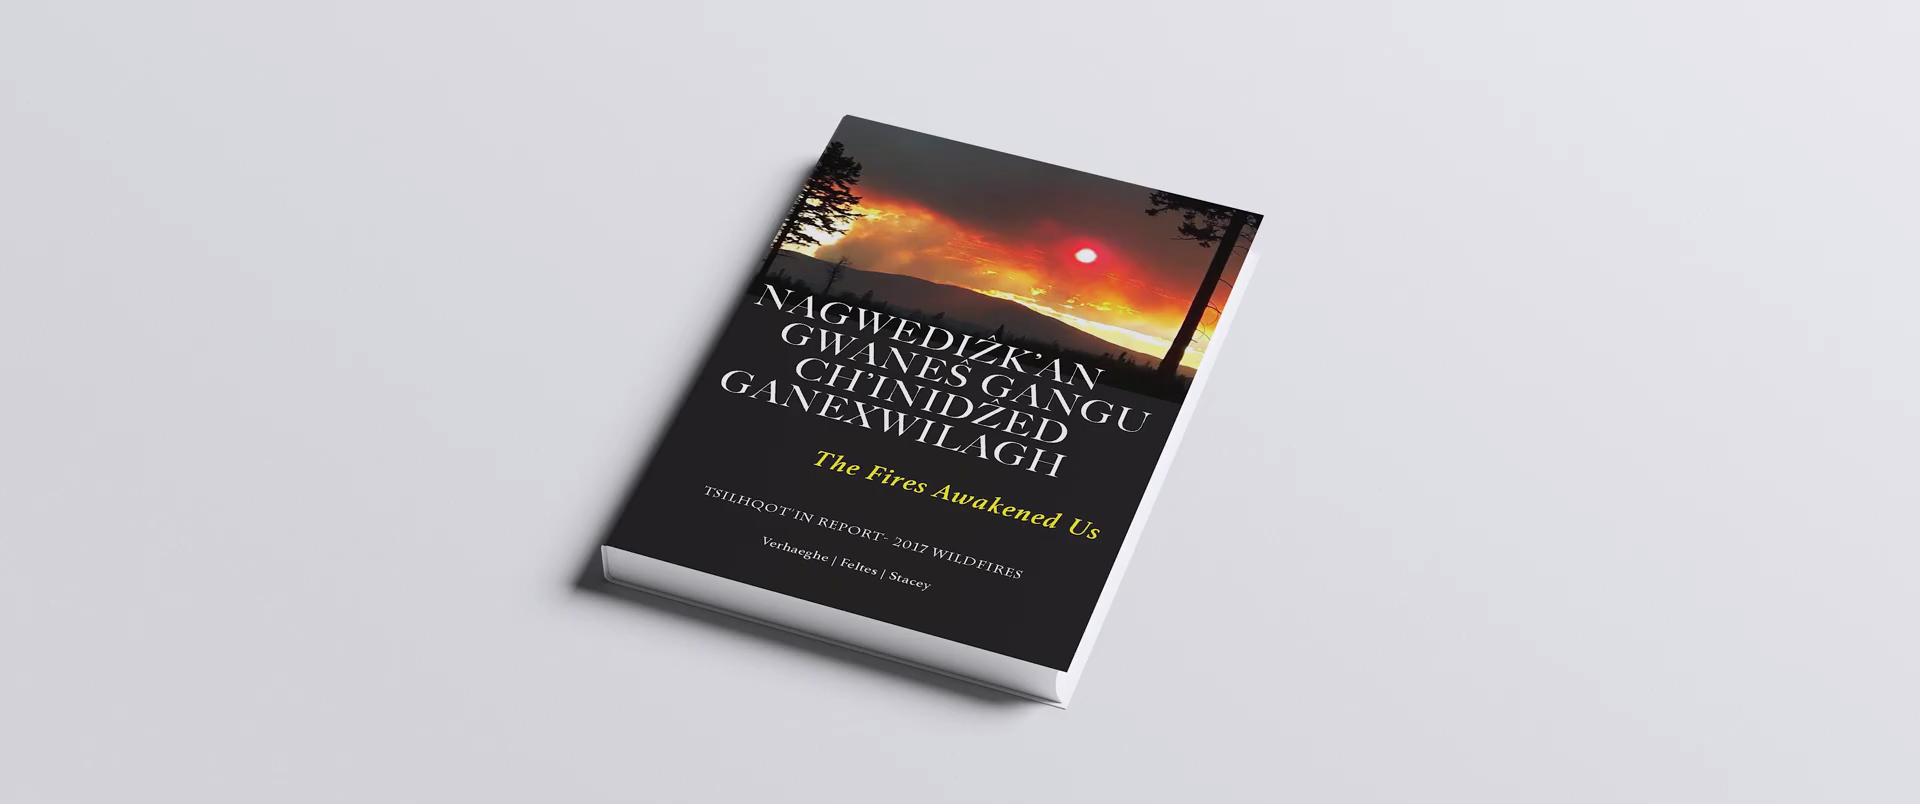 NAGWEDIẐK’AN
GWANEŜ GANGU
CH’INIDẐED
GANEXWILAGH
The Fires Awakened Us
TSILHQOT’IN REPORT- 2017 WILDFIRES
Verhaeghe | Feltes | Stacey